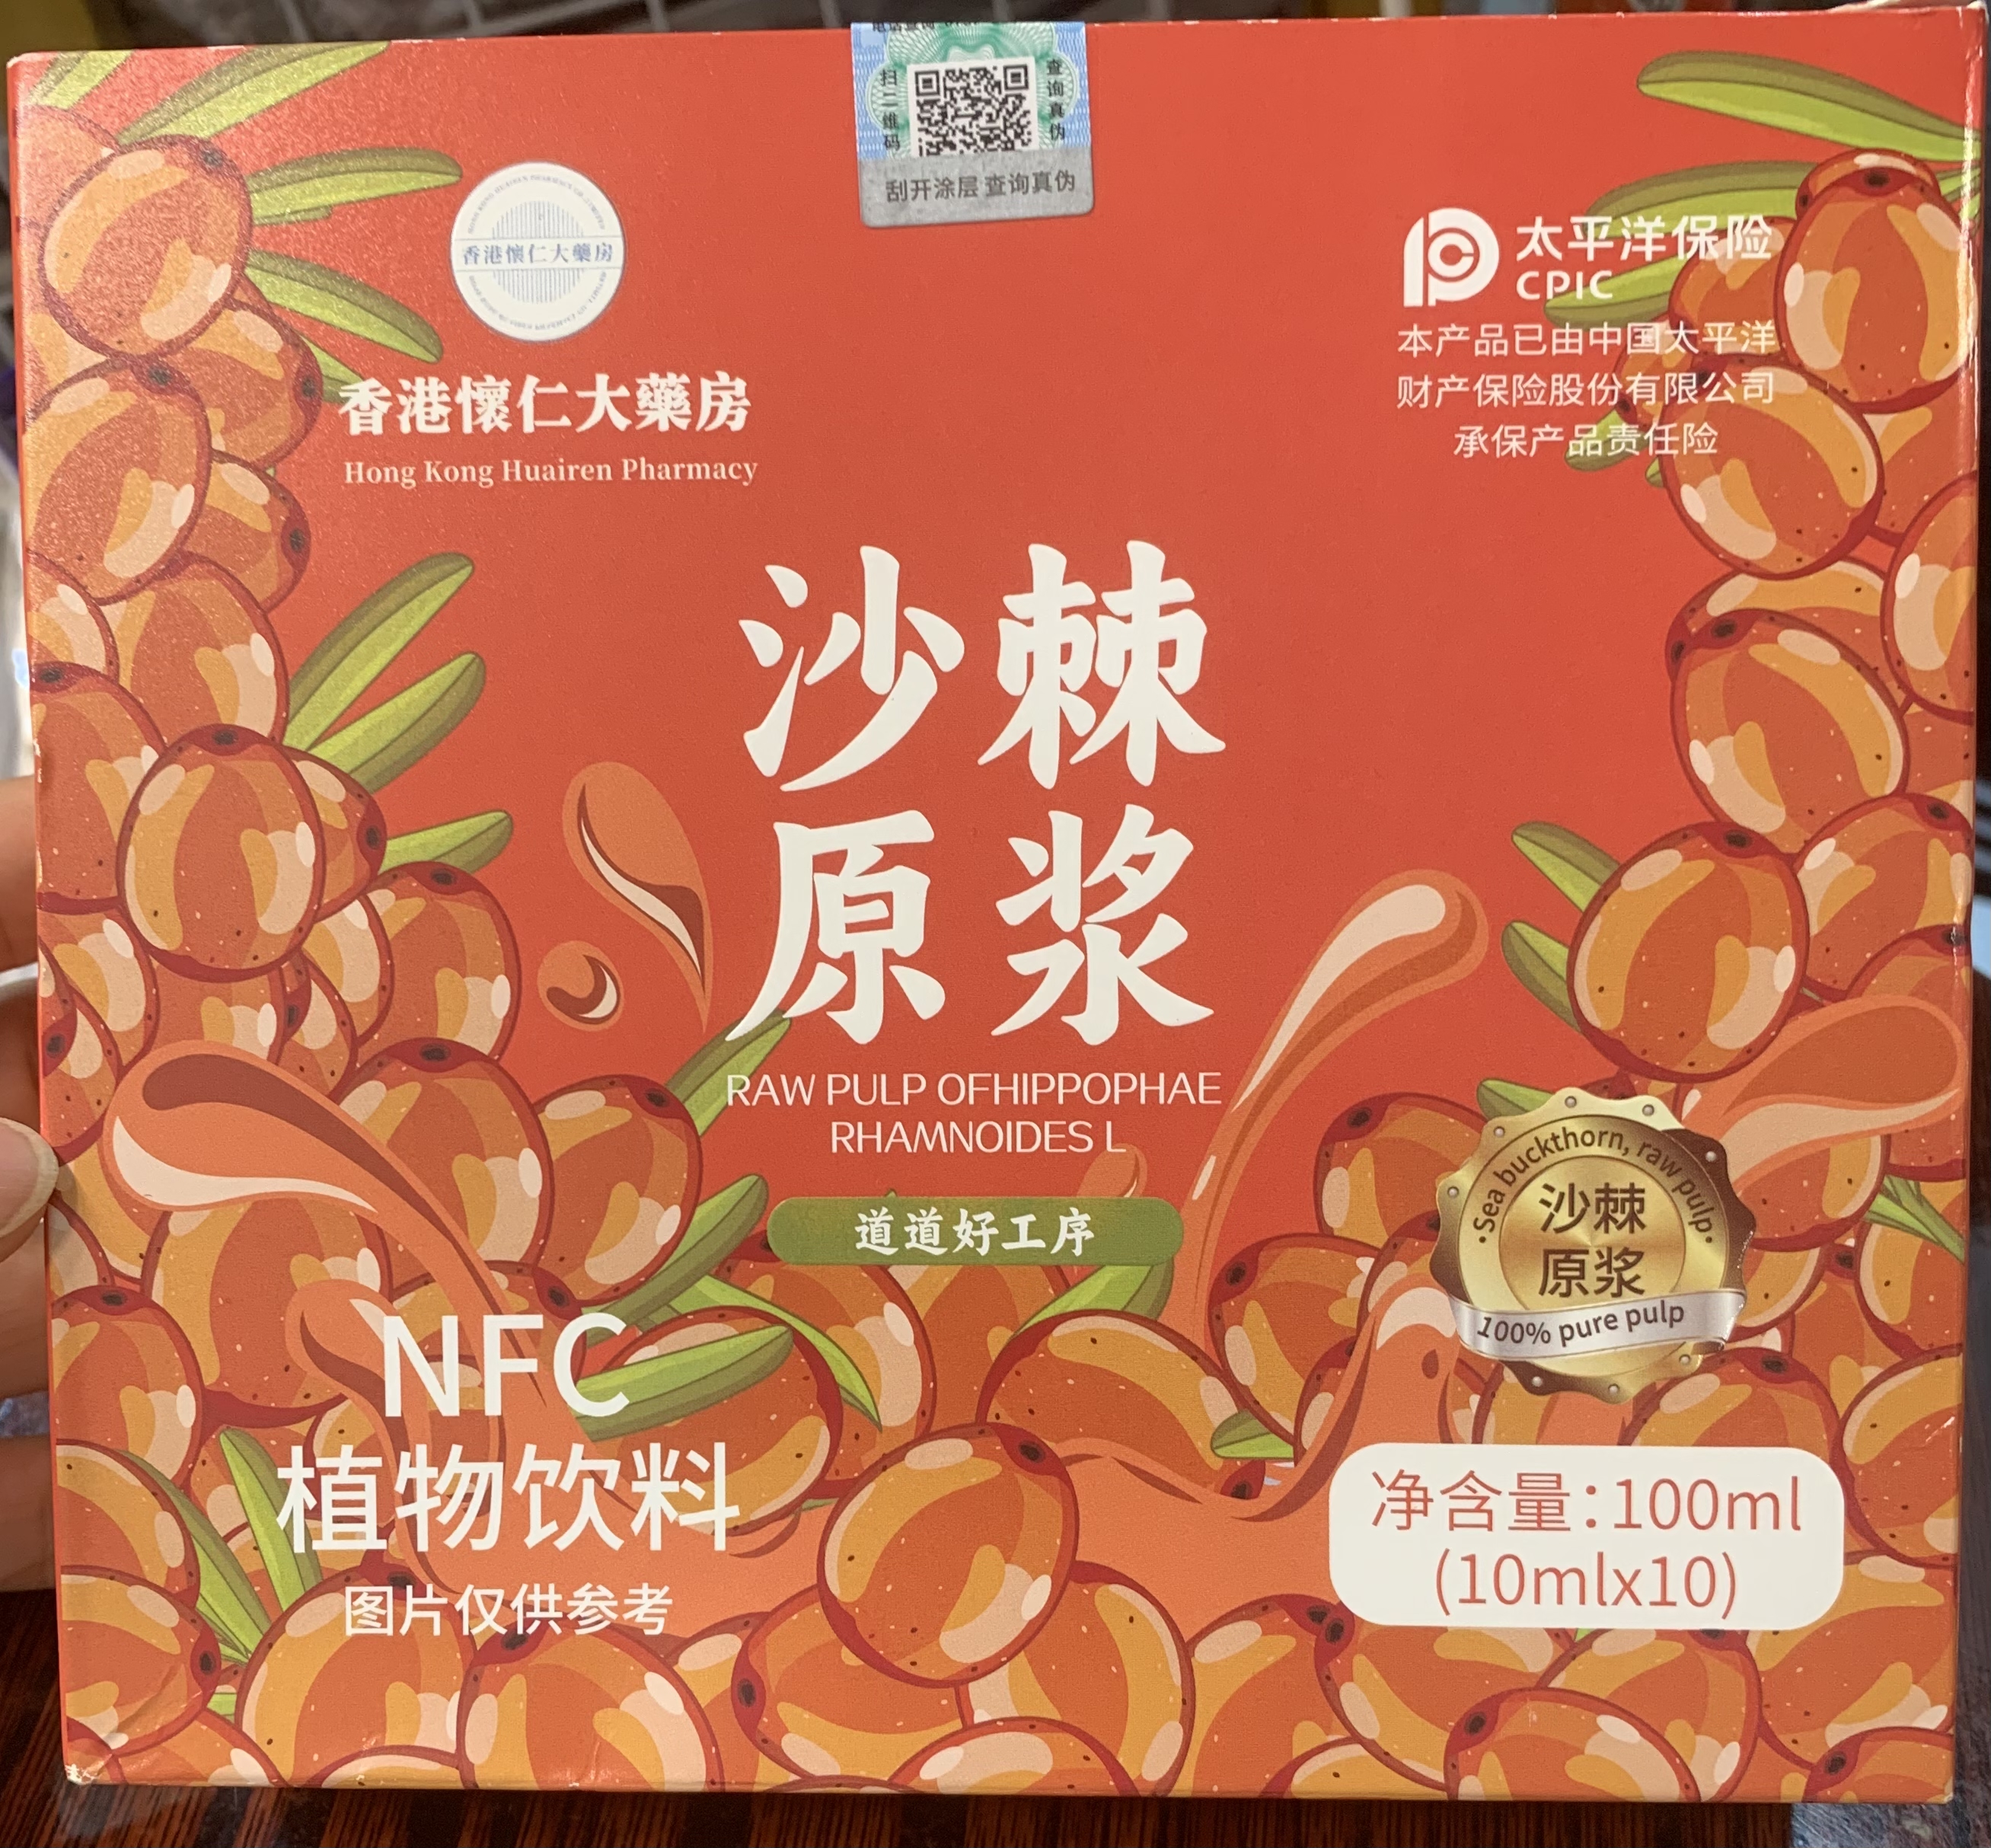 扫二维码
查询真伪
刮开涂层 查询真伪
香港懷仁大藥房
香港懷仁大藥房
Hong Kong Huairen Pharmacy
太平洋保险
CPIC
本产品已由中国太平洋
财产保险股份有限公司
承保产品责任险
沙棘
原浆
RAW PULP OFHIPPOPHAE
RHAMNOIDES L
道道好工序
·Sea buckthorn, raw pulp·
沙棘
原浆
100% pure pulp
NFC
植物饮料
图片仅供参考
净含量:100ml
(10mlx10)